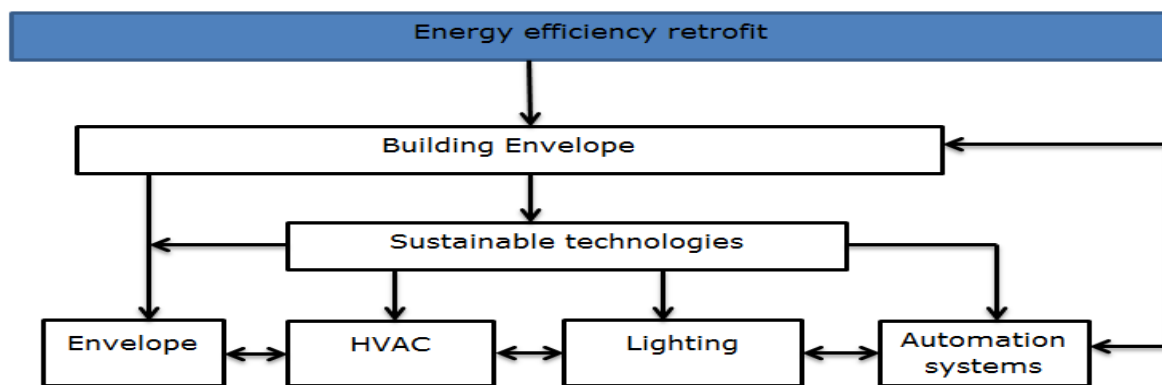 Energy efficiency retrofit
Building Envelope
Sustainable technologies
Envelope
HVAC
Lighting
Automation
systems